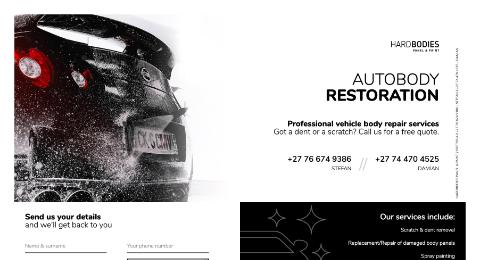 HARDBODIES
PANEL & PAINT
AUTOBODY
RESTORATION
Professional vehicle body repair services
Got a dent or a scratch? Call us for a free quote.
+27 76 674 9386 // +27 74 470 4525
STEFAN DAMIAN
Send us your details
and we'll get back to you
Name & surname Your phone number
Our services include:
Scratch & dent removal
Replacement/Repair of damaged body panels
Spray painting